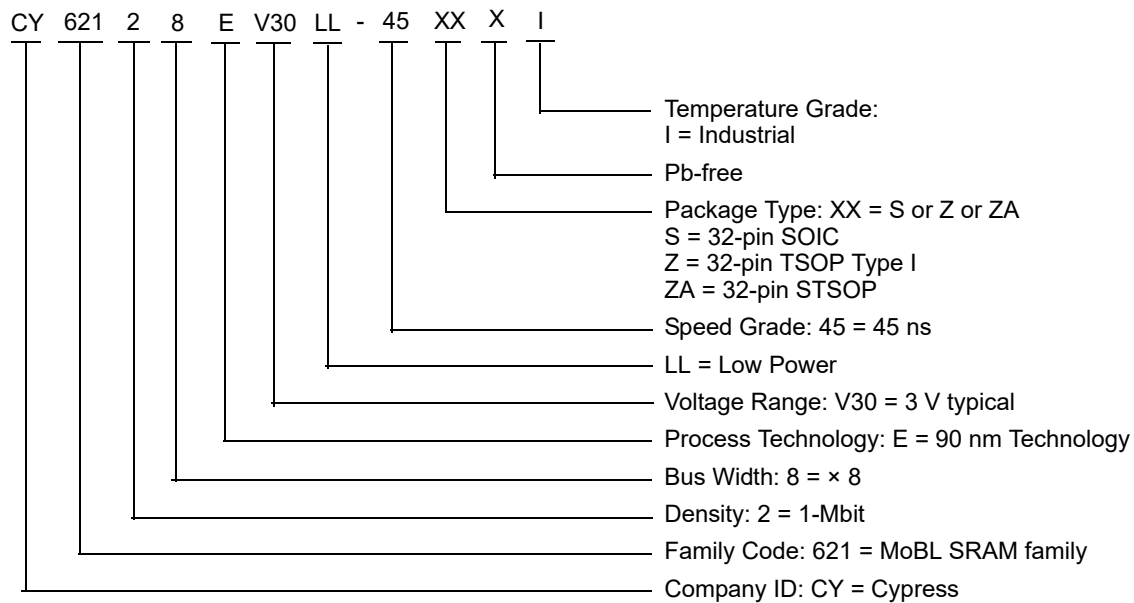 CY 621 2 8 E V30 LL - 45 XX X I
Temperature Grade:
I = Industrial
Pb-free
Package Type: XX = S or Z or ZA
S = 32-pin SOIC
Z = 32-pin TSOP Type I
ZA = 32-pin STSOP
Speed Grade: 45 = 45 ns
LL = Low Power
Voltage Range: V30 = 3 V typical
Process Technology: E = 90 nm Technology
Bus Width: 8 = × 8
Density: 2 = 1-Mbit
Family Code: 621 = MoBL SRAM family
Company ID: CY = Cypress